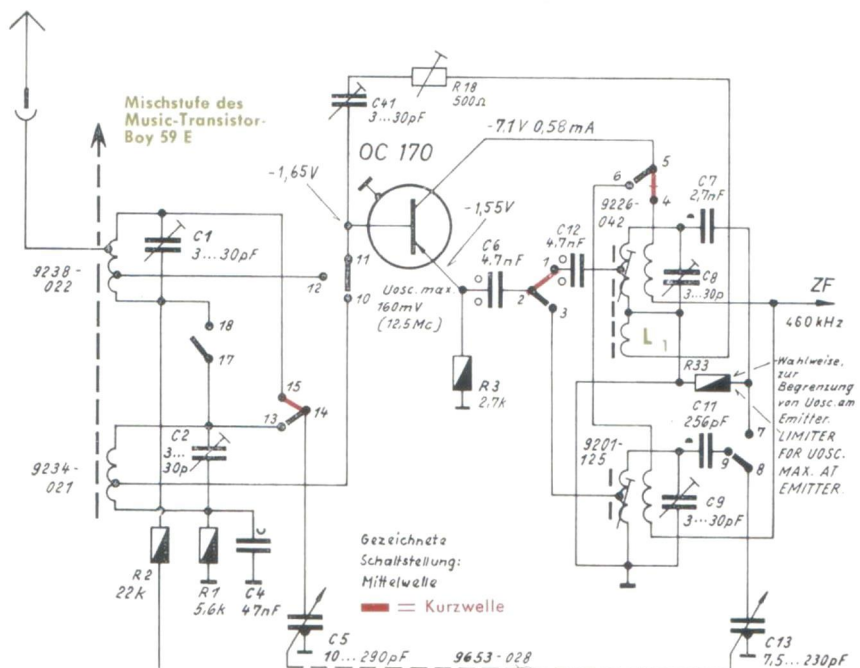 Mischstufe des
Music-Transistor-
Boy 59 E
C41
3...30pF
R18
500Ω
-7.1V 0,58mA
OC 170
-1,65V
-1,55V
C1
3...30pF
9238-
022
12
11
10
Uosc. max.
160mV
(12.5Mc)
C6
4.7nF
C12
4.7nF
1
2
3
6
5
4
9226-
042
C7
2,7nF
C8
3...30p
ZF
460kHz
L1
R33
Wahlweise,
zur
Begrenzung
von Uosc. am
Emitter.
LIMITER
FOR UOSC.
MAX. AT
EMITTER.
18
17
15
14
13
C2
3...
30p
9234-
021
R3
2,7k
C11
256pF
7
9
8
9201-
125
C9
3...30pF
R2
22k
R1
5,6k
C4
47nF
Gezeichnete
Schaltstellung:
Mittelwelle
= Kurzwelle
C5
10...290pF
9653-028
C13
7,5...230pF